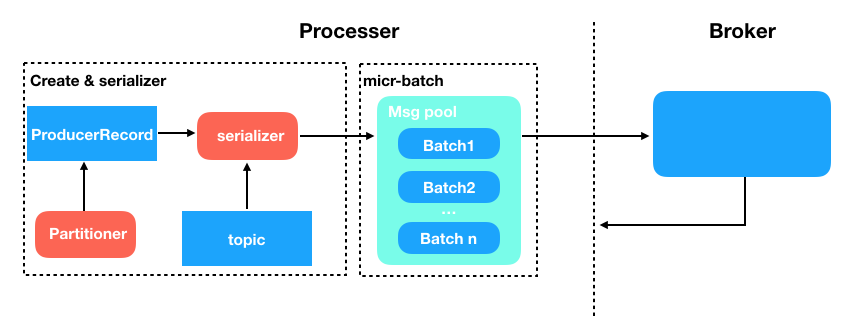 Processer
Broker
Create & serializer
micr-batch
Msg pool
ProducerRecord
serializer
Batch1
Batch2
...
Partitioner
topic
Batch n